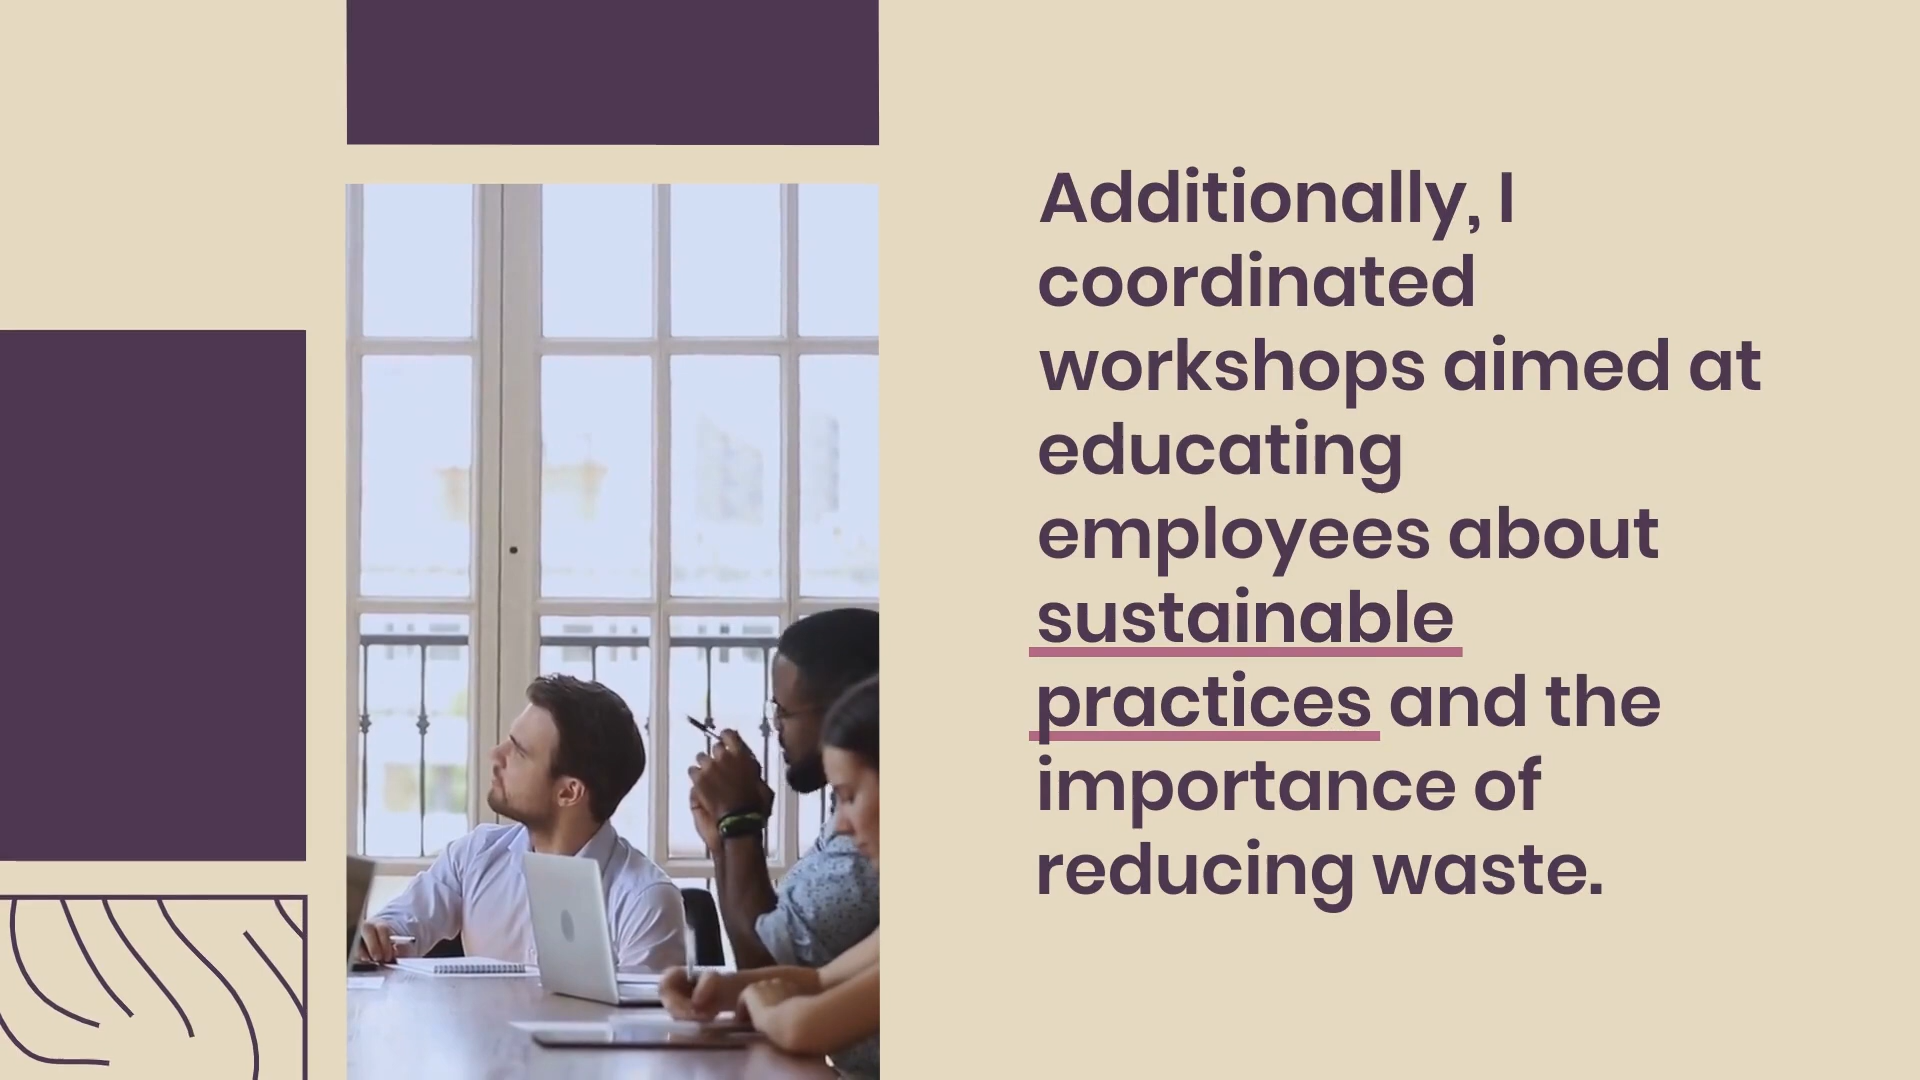 Additionally, I
coordinated
workshops aimed at
educating
employees about
sustainable
practices and the
importance of
reducing waste.